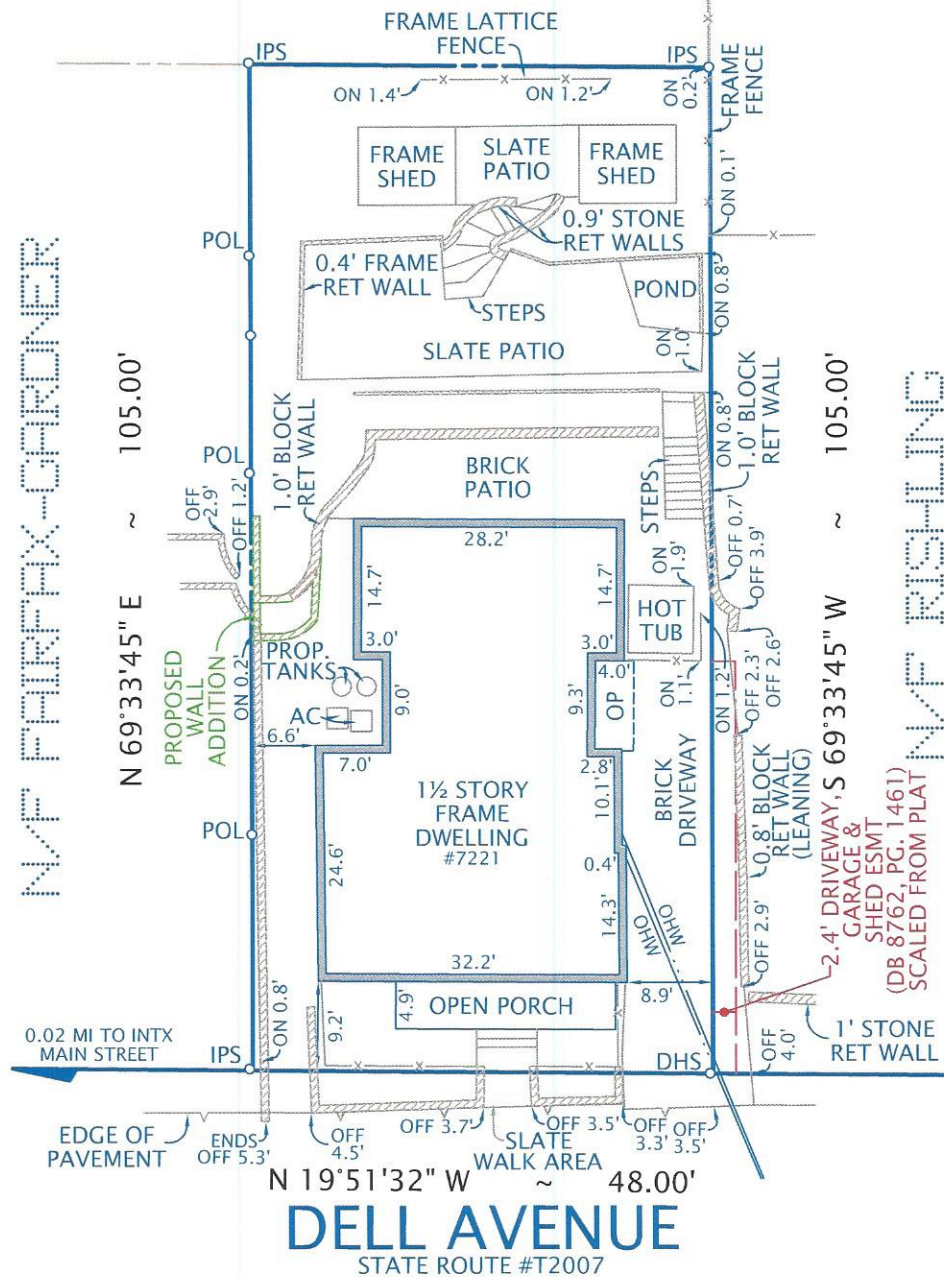 FRAME LATTICE
FENCE
IPS
IPS
ON 1.4'
ON 1.2'
ON
0.2'
FRAME
FENCE
FRAME
SHED
SLATE
PATIO
FRAME
SHED
ON 0.1'
0.9' STONE
RET WALLS
POL
0.4' FRAME
RET WALL
POND
ON 0.8'
STEPS
ON
1.0'
SLATE PATIO
N/F FAIRFAX-GARDNER
N 69°33'45" E ~ 105.00'
S 69°33'45" W ~ 105.00'
N/F RISHLING
1.0' BLOCK
RET WALL
ON 0.8'
1.0' BLOCK
RET WALL
POL
BRICK
PATIO
STEPS
OFF
2.9'
OFF 1.2'
28.2'
OFF 0.7'
OFF 3.9'
14.7'
14.7'
ON
1.9'
HOT
TUB
PROPOSED
WALL
ADDITION
ON 0.2'
PROP.
TANKS
3.0'
3.0'
4.0'
OFF 2.3'
OFF 2.6'
ON
1.1'
ON 1.2'
AC
9.0'
9.3'
OP
6.6'
7.0'
2.8'
1½ STORY
FRAME
DWELLING
#7221
10.1'
BRICK
DRIVEWAY
0.8' BLOCK
RET WALL
(LEANING)
2.4' DRIVEWAY,
GARAGE &
SHED ESMT
(DB 8762, PG. 1461)
SCALED FROM PLAT
POL
24.6'
0.4'
14.3'
OHW
OHW
OFF 2.9'
32.2'
8.9'
4.9'
OPEN PORCH
9.2'
ON 0.8'
0.02 MI TO INTX
MAIN STREET
IPS
DHS
OFF
4.0'
1' STONE
RET WALL
EDGE OF
PAVEMENT
ENDS
OFF 5.3'
OFF
4.5'
OFF 3.7'
SLATE
WALK AREA
OFF 3.5'
OFF
3.3'
OFF
3.5'
N 19°51'32" W ~ 48.00'
DELL AVENUE
STATE ROUTE #T2007